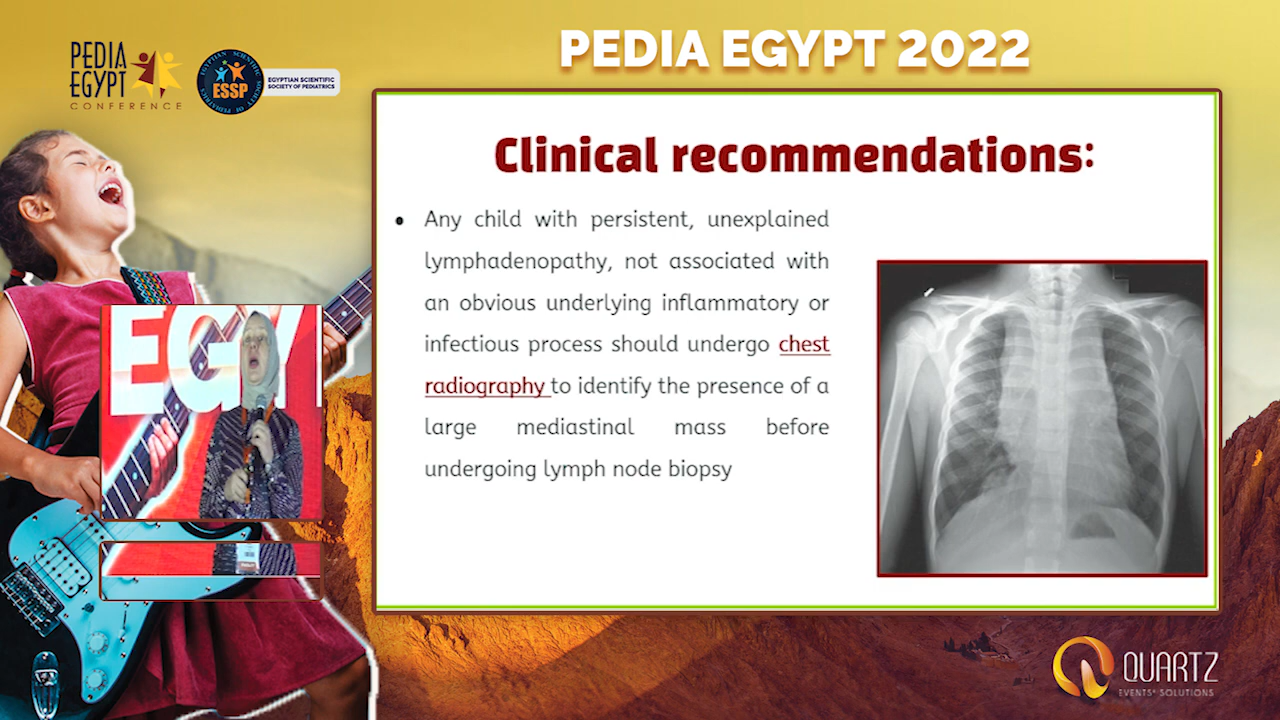 PEDIA EGYPT 2022
PEDIA
EGYPT
CONFERENCE
ESSP
EGYPTIAN SCIENTIFIC
SOCIETY OF PEDIATRICS
Clinical recommendations:
• Any child with persistent, unexplained
lymphadenopathy, not associated with
an obvious underlying inflammatory or
infectious process should undergo chest
radiography to identify the presence of a
large mediastinal mass before
undergoing lymph node biopsy
EGY
QUARTZ
EVENTS' SOLUTIONS